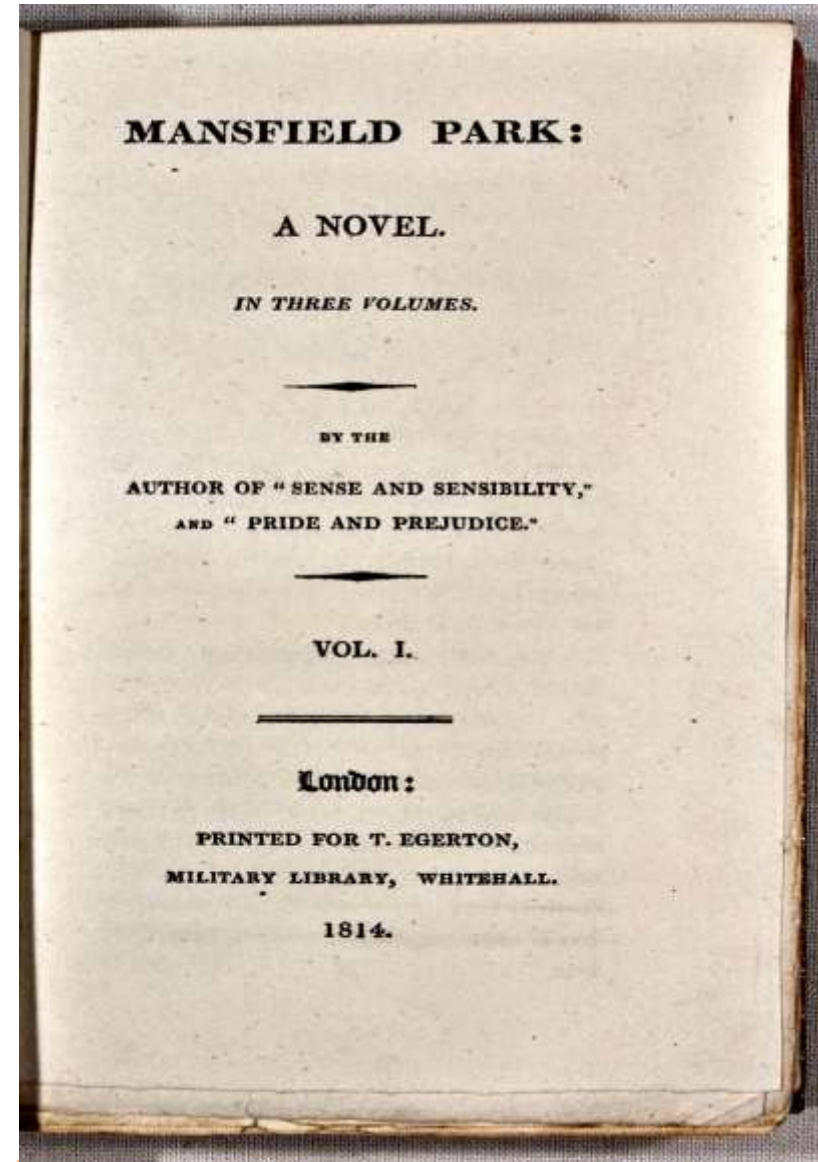 MANSFIELD PARK:
A NOVEL.
IN THREE VOLUMES.
BY THE
AUTHOR OF "SENSE AND SENSIBILITY,"
AND " PRIDE AND PREJUDICE."
VOL. I.
London:
PRINTED FOR T. EGERTON,
MILITARY LIBRARY, WHITEHALL.
1814.